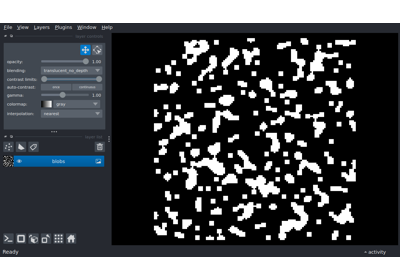 File View Layers Plugins Window Help
opacity: 1.00
blending: translucent_no_depth
contrast limits:
auto-contrast: once continuous
gamma: 1.00
colormap: gray
interpolation: nearest
blobs
Ready
activity